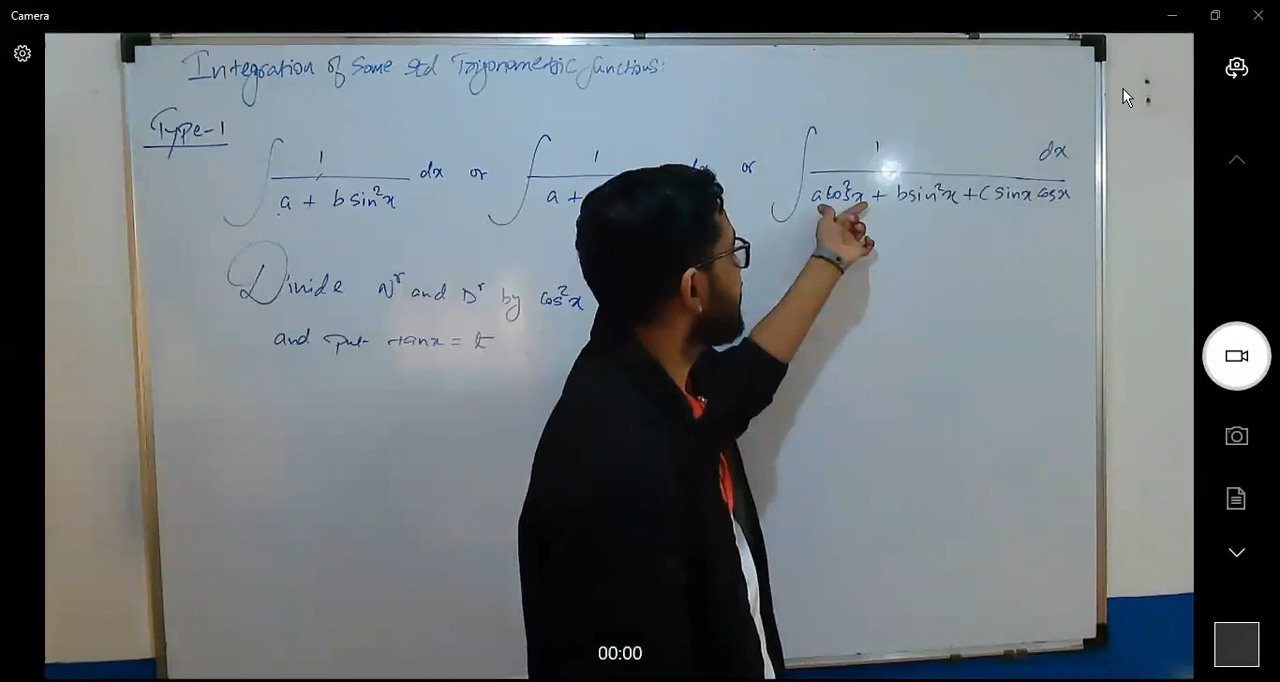 Camera
Integration of Some std Trigonometric functions:
Type-1
∫ 1/(a + b sin²x) dx or ∫ 1/(a + dx or ∫ 1/(a cos²x + b sin²x + c sinx cosx) dx
Divide Nʳ and Dʳ by cos²x
and put tanx = t
00:00